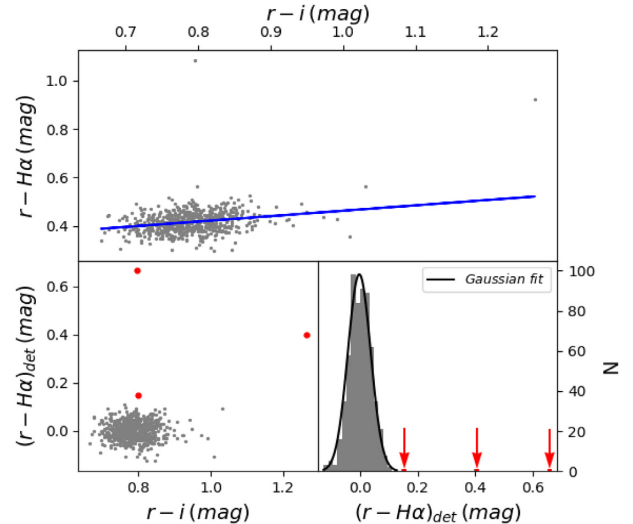 r − i (mag)
0.7 0.8 0.9 1.0 1.1 1.2
r − Hα (mag)
1.0
0.8
0.6
0.4
(r − Hα)det (mag)
0.6
0.4
0.2
0.0
Gaussian fit
100
80
60
40
20
0
N
0.8 1.0 1.2
0.0 0.2 0.4 0.6
r − i (mag)
(r − Hα)det (mag)